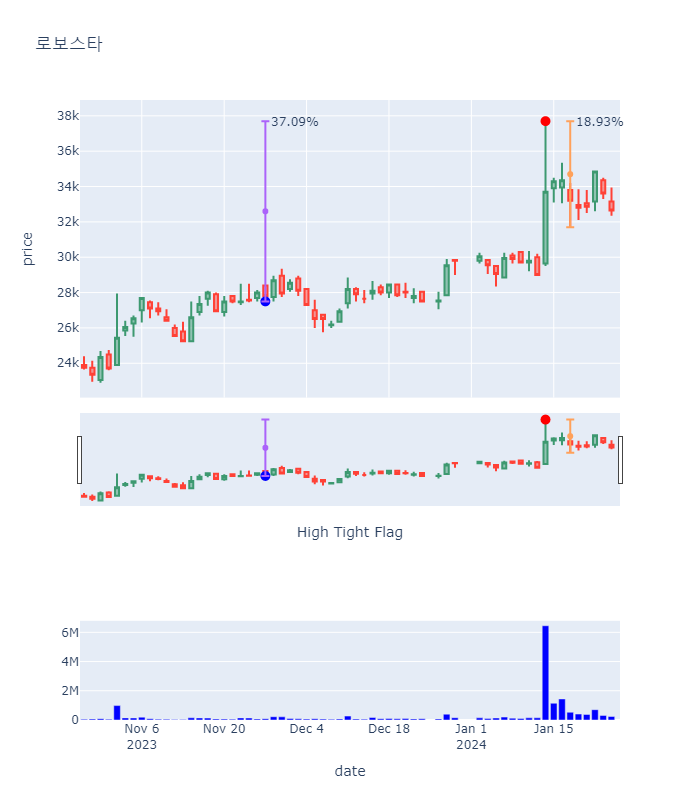 로보스타
38k
37.09%
18.93%
36k
34k
32k
price
30k
28k
26k
24k
High Tight Flag
6M
4M
2M
0
Nov 6
2023
Nov 20
Dec 4
Dec 18
Jan 1
2024
Jan 15
date